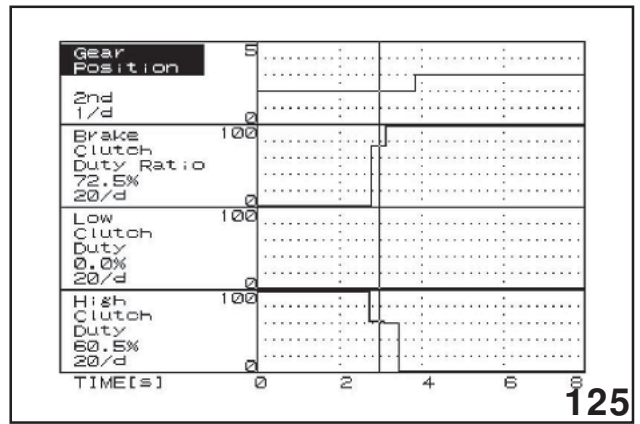 Gear 5
Position
2nd
1/d 0
Brake 100
Clutch
Duty Ratio
72.5%
20/d 0
Low 100
Clutch
Duty
0.0%
20/d 0
High 100
Clutch
Duty
60.5%
20/d 0
TIME[s] 0 2 4 6 8
125